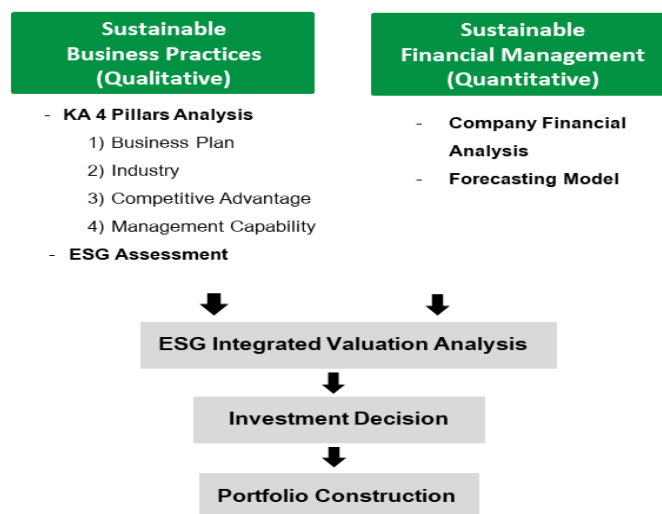 Sustainable
Business Practices
(Qualitative)
- KA 4 Pillars Analysis
1) Business Plan
2) Industry
3) Competitive Advantage
4) Management Capability
- ESG Assessment
Sustainable
Financial Management
(Quantitative)
- Company Financial
Analysis
- Forecasting Model
ESG Integrated Valuation Analysis
Investment Decision
Portfolio Construction